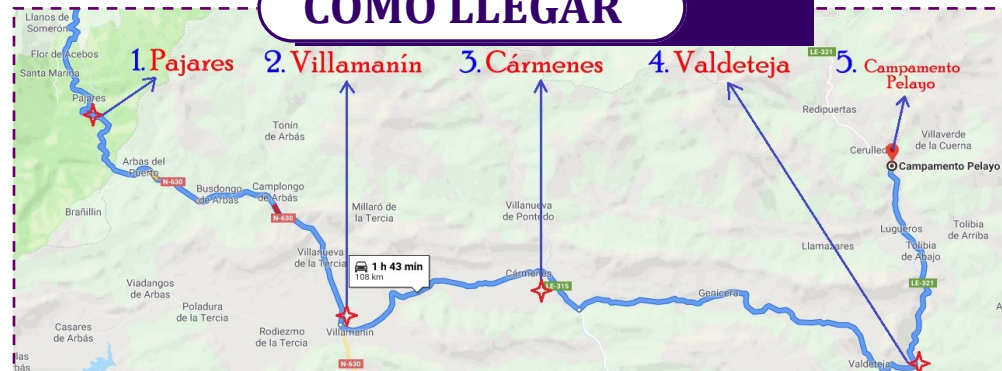 CÓMO LLEGAR
Llanos de
Somerón
Flor de Acebos
Santa Marina
1. Pajares
2. Villamanín
3. Cármenes
4. Valdeteja
5. Campamento
Pelayo
LE-321
Pajares
Tonín
de Arbás
Redipuertas
Villaverde
de la Cuerna
Cerulleda
Campamento Pelayo
Arbas del
Puerto
N-630
Busdongo
de Arbas
Camplongo
de Arbás
N-630
Brañillín
Millaró de
la Tercia
Villanueva
de Pontedo
Lugueros
Tolibia
de Arriba
Tolibia
de Abajo
Llamazares
Villanueva
de la Tercia
1 h 43 min
108 km
Cármenes
LE-315
LE-321
Viadangos
de Arbas
Genicera
Poladura
de la Tercia
Casares
de Arbás
Rodiezmo
de la Tercia
Villamanín
N-630
Valdeteja